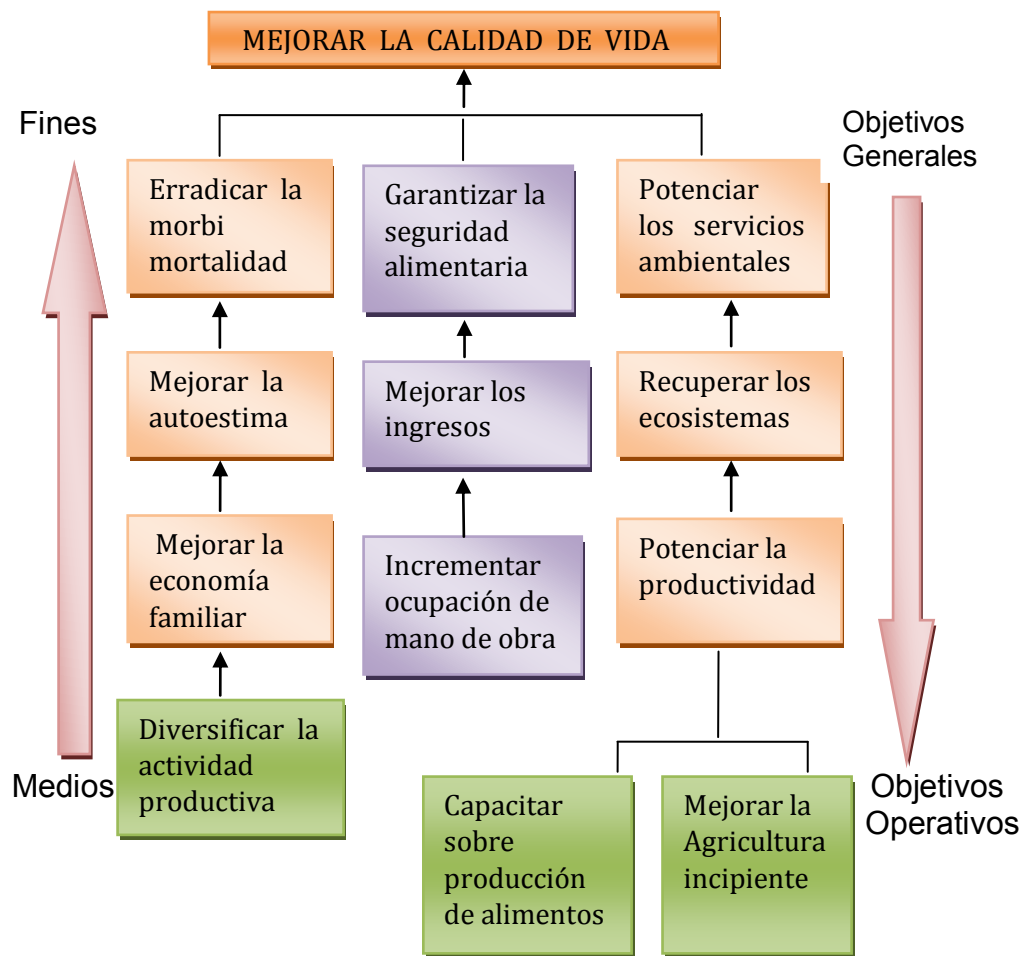 MEJORAR LA CALIDAD DE VIDA
Fines
Objetivos
Generales
Erradicar la
morbi
mortalidad
Garantizar la
seguridad
alimentaria
Potenciar
los servicios
ambientales
Mejorar la
autoestima
Mejorar los
ingresos
Recuperar los
ecosistemas
Mejorar la
economía
familiar
Incrementar
ocupación de
mano de obra
Potenciar la
productividad
Diversificar la
actividad
productiva
Medios
Objetivos
Operativos
Capacitar
sobre
producción
de alimentos
Mejorar la
Agricultura
incipiente